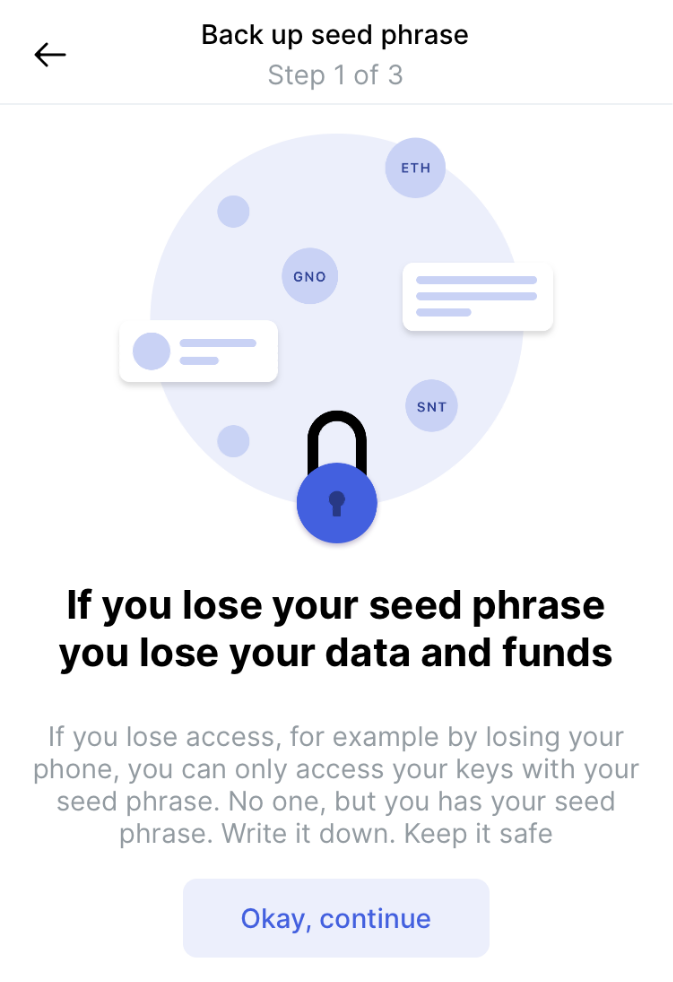 Back up seed phrase
Step 1 of 3
ETH
GNO
SNT
If you lose your seed phrase
you lose your data and funds
If you lose access, for example by losing your
phone, you can only access your keys with your
seed phrase. No one, but you has your seed
phrase. Write it down. Keep it safe
Okay, continue